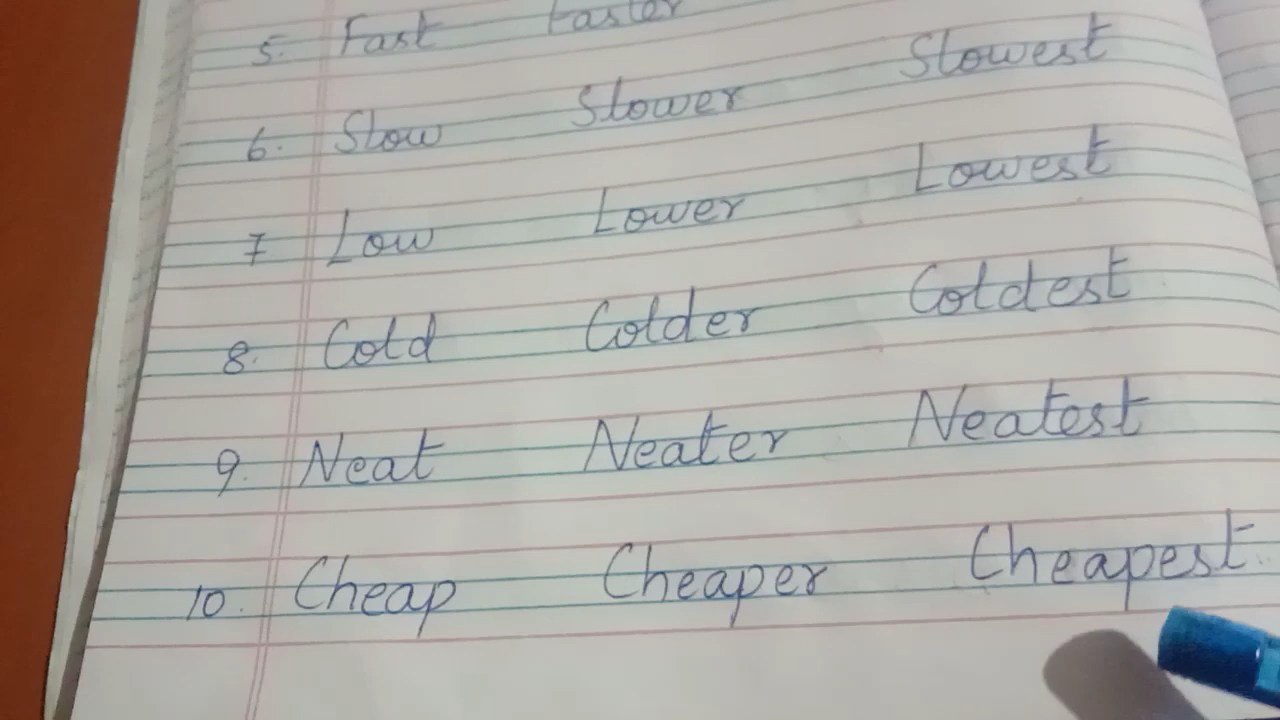 5. Fast Faster
6. Slow Slower Slowest
7 Low Lower Lowest
8. Cold Colder Coldest
9. Neat Neater Neatest
10. Cheap Cheaper Cheapest.